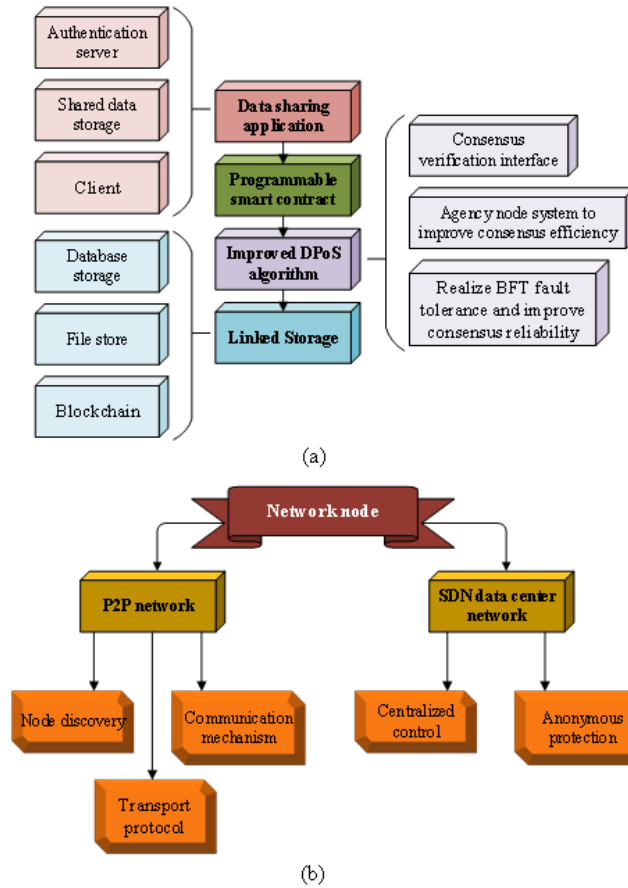 Authentication
server
Shared data
storage
Client
Database
storage
File store
Blockchain
Data sharing
application
Programmable
smart contract
Improved DPoS
algorithm
Linked Storage
Consensus
verification interface
Agency node system to
improve consensus efficiency
Realize BFT fault
tolerance and improve
consensus reliability
(a)
Network node
P2P network
SDN data center
network
Node discovery
Communication
mechanism
Transport
protocol
Centralized
control
Anonymous
protection
(b)